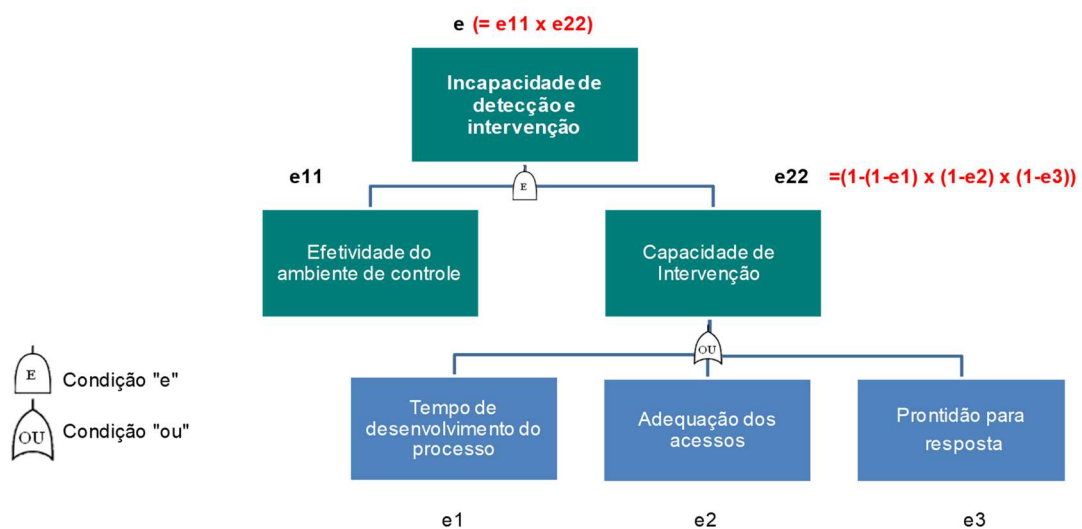 e (= e11 x e22)
Incapacidade de
detecção e
intervenção
e11
E
e22 =(1-(1-e1) x (1-e2) x (1-e3))
Efetividade do
ambiente de controle
Capacidade de
Intervenção
OU
E Condição "e"
OU Condição "ou"
Tempo de
desenvolvimento do
processo
Adequação dos
acessos
Prontidão para
resposta
e1
e2
e3